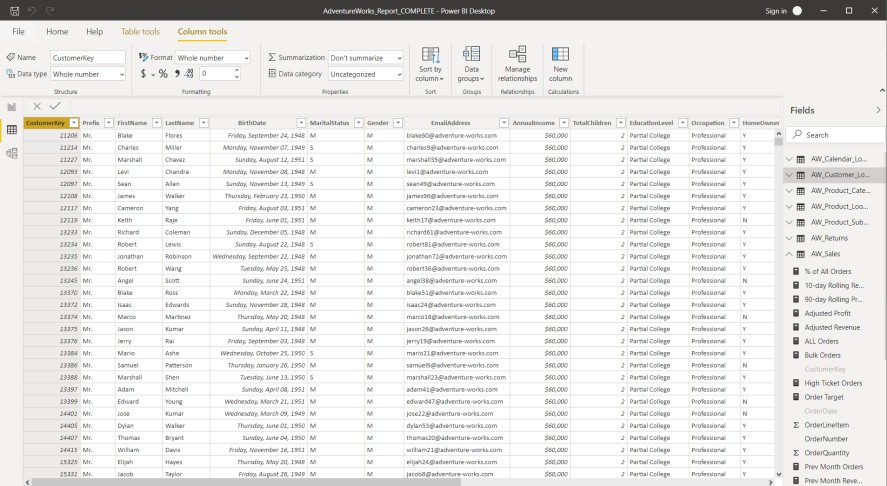 AdventureWorks_Report_COMPLETE - Power BI Desktop
Sign in
File Home Help Table tools Column tools
Name CustomerKey
Data type Whole number
Structure
Format Whole number
$ % 0
Formatting
Summarization Don't summarize
Data category Uncategorized
Properties
Sort by column
Sort
Data groups
Groups
Manage relationships
Relationships
New column
Calculations
CustomerKey Prefix FirstName LastName BirthDate MaritalStatus Gender EmailAddress AnnualIncome TotalChildren EducationLevel Occupation HomeOwner
11206 Mr. Blake Flores Friday, September 24, 1948 M M blake60@adventure-works.com $60,000 2 Partial College Professional Y
11214 Mr. Charles Miller Monday, November 07, 1949 S M charles9@adventure-works.com $60,000 2 Partial College Professional Y
11227 Mr. Marshall Chavez Sunday, August 12, 1951 S M marshall35@adventure-works.com $60,000 2 Partial College Professional Y
12093 Mr. Levi Chandra Monday, November 08, 1948 M M levi1@adventure-works.com $60,000 2 Partial College Professional Y
12097 Mr. Sean Allen Sunday, November 13, 1949 S M sean49@adventure-works.com $60,000 2 Partial College Professional Y
12108 Mr. James Walker Thursday, February 23, 1950 M M james96@adventure-works.com $60,000 2 Partial College Professional Y
12117 Mr. Cameron Yang Friday, August 03, 1951 M M cameron23@adventure-works.com $60,000 2 Partial College Professional Y
12119 Mr. Keith Raje Friday, June 01, 1951 M M keith17@adventure-works.com $60,000 2 Partial College Professional N
13233 Mr. Richard Coleman Sunday, December 05, 1948 M M richard61@adventure-works.com $60,000 2 Partial College Professional Y
13234 Mr. Robert Lewis Sunday, August 22, 1948 S M robert81@adventure-works.com $60,000 2 Partial College Professional Y
13235 Mr. Jonathan Robinson Wednesday, September 22, 1948 M M jonathan72@adventure-works.com $60,000 2 Partial College Professional Y
13236 Mr. Robert Wang Tuesday, May 25, 1948 M M robert36@adventure-works.com $60,000 2 Partial College Professional N
13245 Mr. Angel Scott Sunday, June 24, 1951 S M angel38@adventure-works.com $60,000 2 Partial College Professional N
13370 Mr. Blake Ross Monday, March 22, 1948 M M blake51@adventure-works.com $60,000 2 Partial College Professional N
13372 Mr. Isaac Edwards Sunday, November 28, 1948 M M isaac24@adventure-works.com $60,000 2 Partial College Professional Y
13374 Mr. Marco Martinez Thursday, May 20, 1948 M M marco18@adventure-works.com $60,000 2 Partial College Professional N
13375 Mr. Jason Kumar Sunday, April 11, 1948 M M jason26@adventure-works.com $60,000 2 Partial College Professional Y
13376 Mr. Jerry Rai Friday, September 03, 1948 M M jerry19@adventure-works.com $60,000 2 Partial College Professional Y
13384 Mr. Mario Ashe Wednesday, October 25, 1950 S M mario21@adventure-works.com $60,000 2 Partial College Professional Y
13386 Mr. Samuel Patterson Thursday, January 26, 1950 M M samuel9@adventure-works.com $60,000 2 Partial College Professional Y
13388 Mr. Marshall Shen Tuesday, June 13, 1950 S M marshall23@adventure-works.com $60,000 2 Partial College Professional Y
13397 Mr. Adam Mitchell Sunday, April 08, 1951 M M adam41@adventure-works.com $60,000 2 Partial College Professional Y
13399 Mr. Edward Young Wednesday, March 21, 1951 M M edward47@adventure-works.com $60,000 2 Partial College Professional N
14401 Mr. Jose Kumar Wednesday, March 09, 1949 M M jose22@adventure-works.com $60,000 2 Partial College Professional N
14405 Mr. Dylan Walker Thursday, June 01, 1950 M M dylan53@adventure-works.com $60,000 2 Partial College Professional Y
14407 Mr. Thomas Bryant Sunday, June 04, 1950 M M thomas20@adventure-works.com $60,000 2 Partial College Professional Y
14415 Mr. William Davis Friday, February 16, 1951 M M william21@adventure-works.com $60,000 2 Partial College Professional Y
15325 Mr. Elijah Hayes Thursday, May 20, 1948 M M elijah24@adventure-works.com $60,000 2 Partial College Professional Y
15331 Mr. Jacob Taylor Friday, August 26, 1949 M M jacob8@adventure-works.com $60,000 2 Partial College Professional Y
Fields
Search
AW_Calendar_Lo...
AW_Customer_Lo...
AW_Product_Cate...
AW_Product_Loo...
AW_Product_Sub...
AW_Returns
AW_Sales
% of All Orders
10-day Rolling Re...
90-day Rolling Pr...
Adjusted Profit
Adjusted Revenue
ALL Orders
Bulk Orders
CustomerKey
High Ticket Orders
Order Target
OrderDate
OrderLineItem
OrderNumber
OrderQuantity
Prev Month Orders
Prev Month Reve...